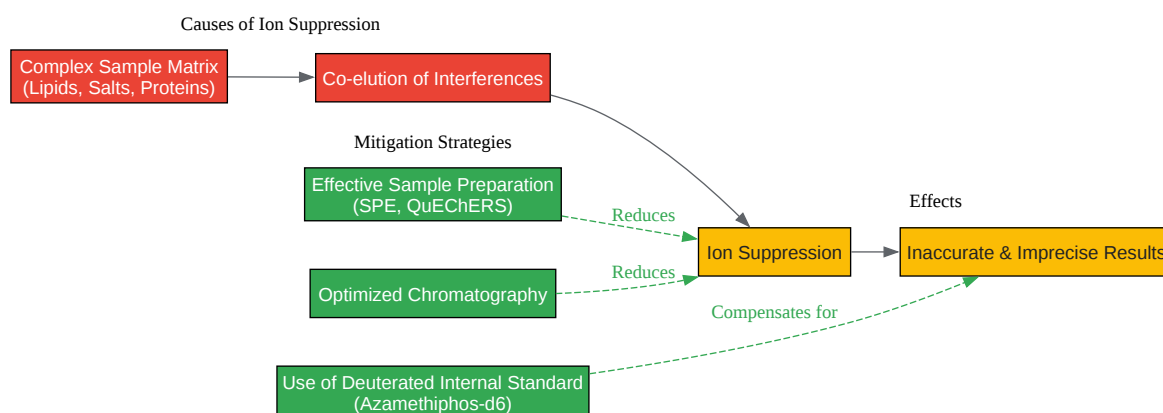 Causes of Ion Suppression
Complex Sample Matrix
(Lipids, Salts, Proteins)
Co-elution of Interferences
Mitigation Strategies
Effective Sample Preparation
(SPE, QuEChERS)
Reduces
Effects
Ion Suppression
Inaccurate & Imprecise Results
Reduces
Optimized Chromatography
Compensates for
Use of Deuterated Internal Standard
(Azamethiphos-d6)